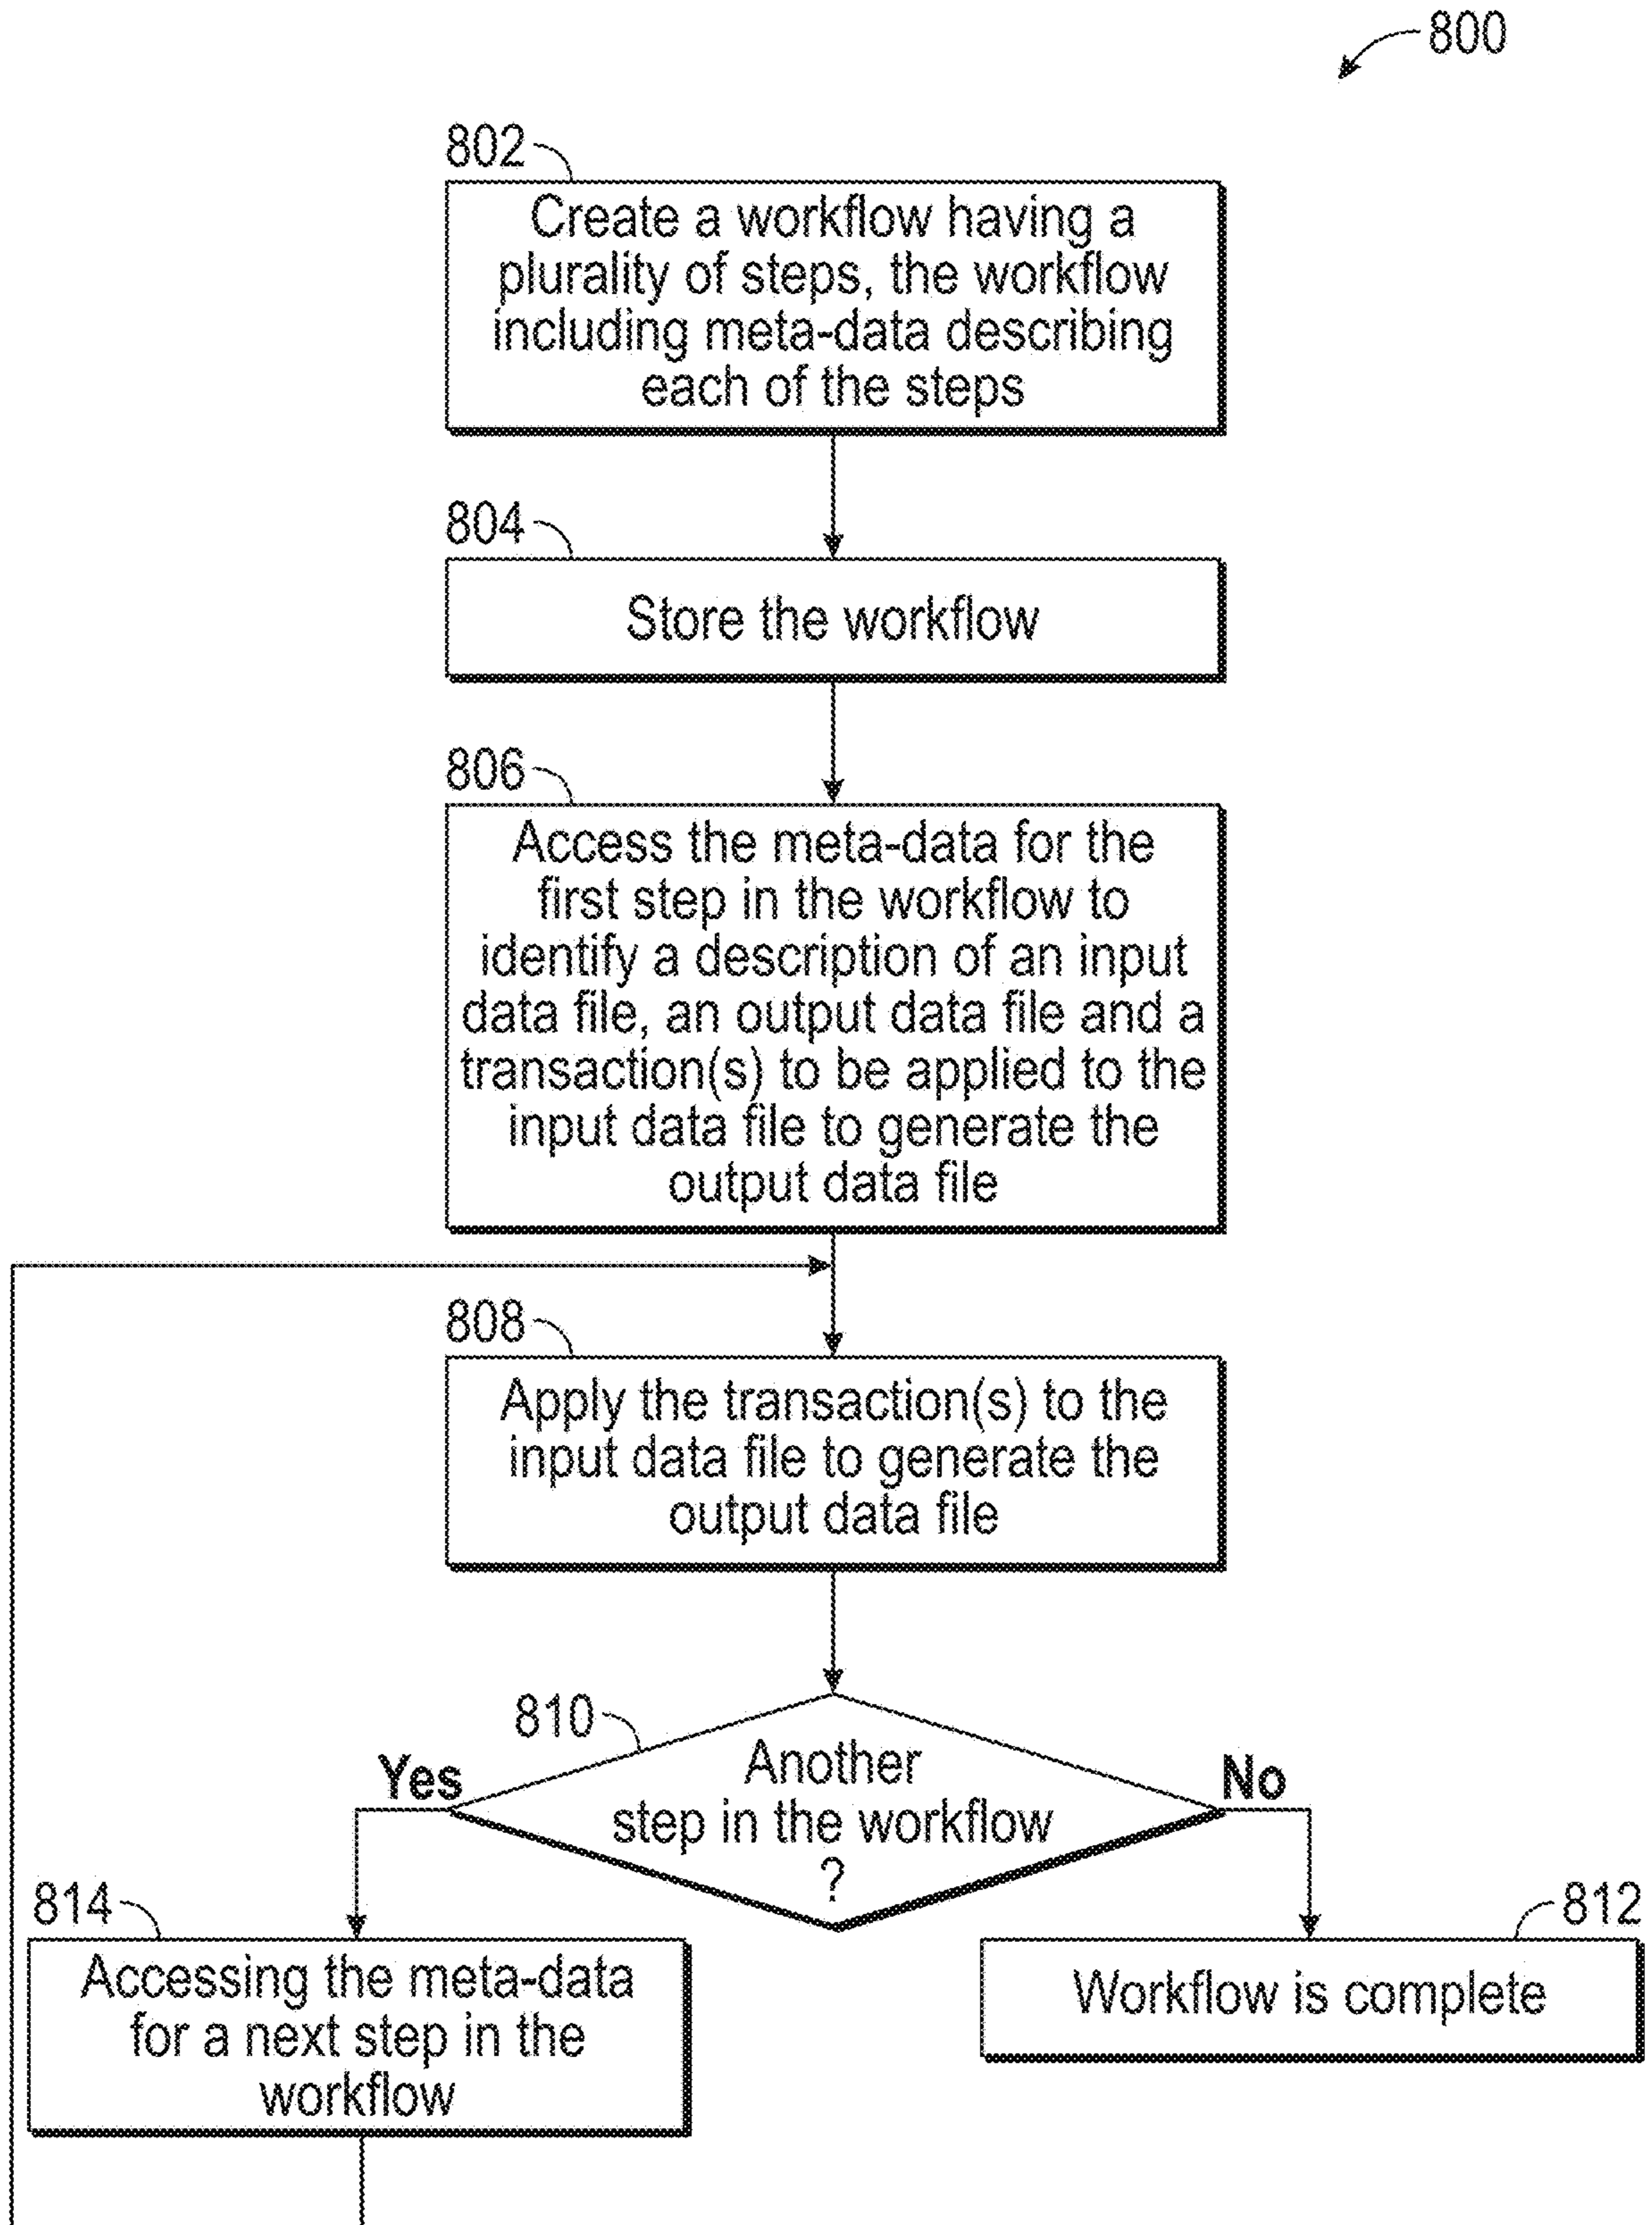 800
802
Create a workflow having a
plurality of steps, the workflow
including meta-data describing
each of the steps
804
Store the workflow
806
Access the meta-data for the
first step in the workflow to
identify a description of an input
data file, an output data file and a
transaction(s) to be applied to the
input data file to generate the
output data file
808
Apply the transaction(s) to the
input data file to generate the
output data file
810
Another
step in the workflow
?
Yes
No
814
Accessing the meta-data
for a next step in the
workflow
812
Workflow is complete